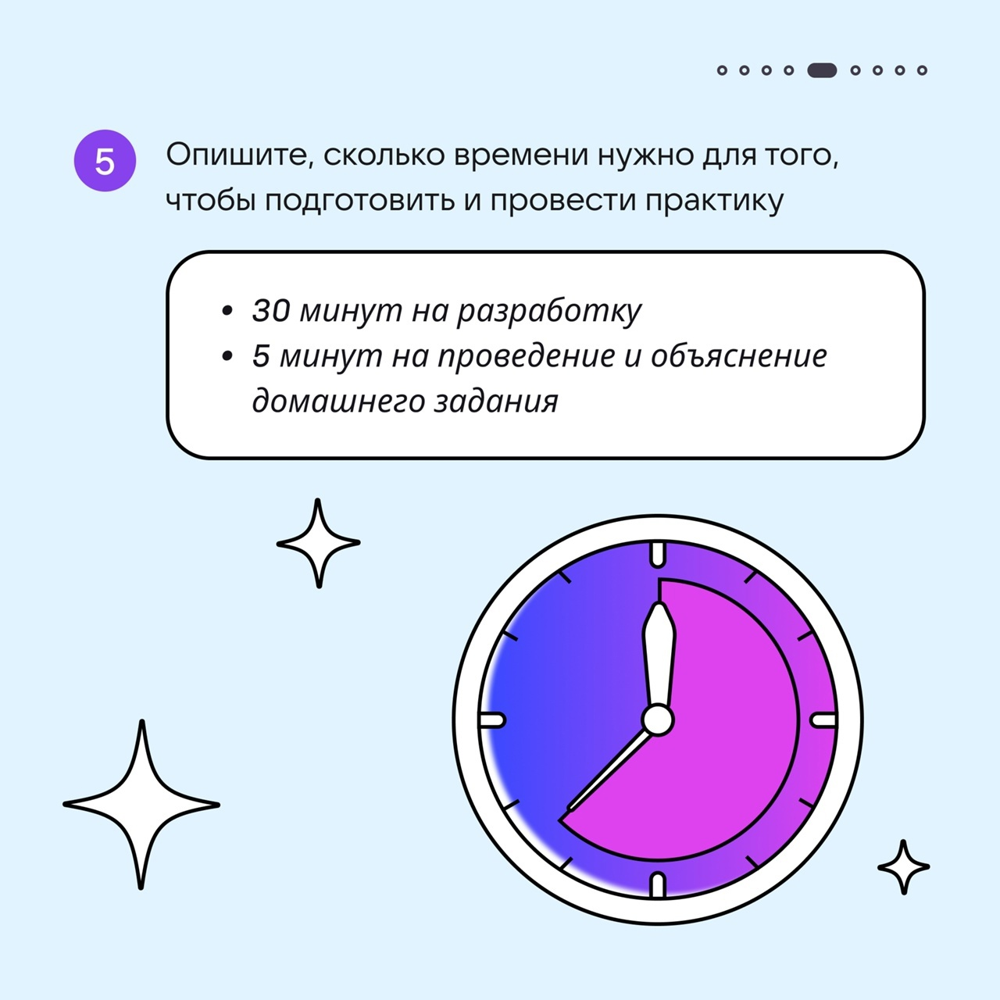 5
Опишите, сколько времени нужно для того,
чтобы подготовить и провести практику
• 30 минут на разработку
• 5 минут на проведение и объяснение
домашнего задания